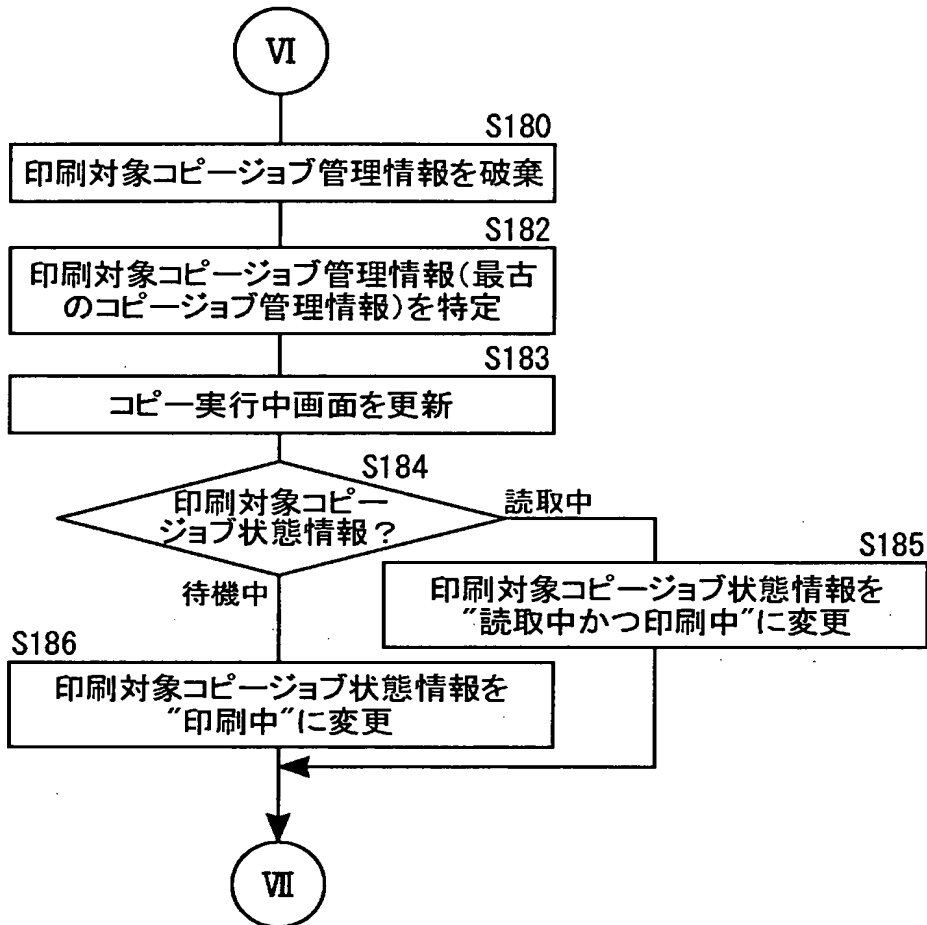 Ⅵ
S180
印刷対象コピージョブ管理情報を破棄
S182
印刷対象コピージョブ管理情報(最古
のコピージョブ管理情報)を特定
S183
コピー実行中画面を更新
S184
印刷対象コピー
ジョブ状態情報？
読取中
待機中
S185
印刷対象コピージョブ状態情報を
"読取中かつ印刷中"に変更
S186
印刷対象コピージョブ状態情報を
"印刷中"に変更
Ⅶ